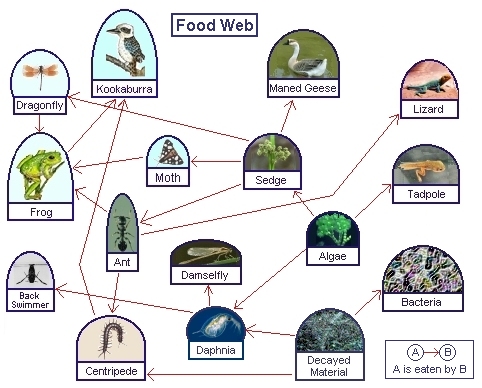 Food Web
Kookaburra
Maned Geese
Dragonfly
Lizard
Moth
Sedge
Frog
Tadpole
Ant
Algae
Damselfly
Back
Swimmer
Bacteria
Daphnia
Decayed
Material
Centripede
A B
A is eaten by B